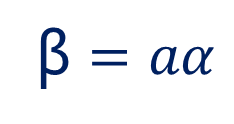 β = aα